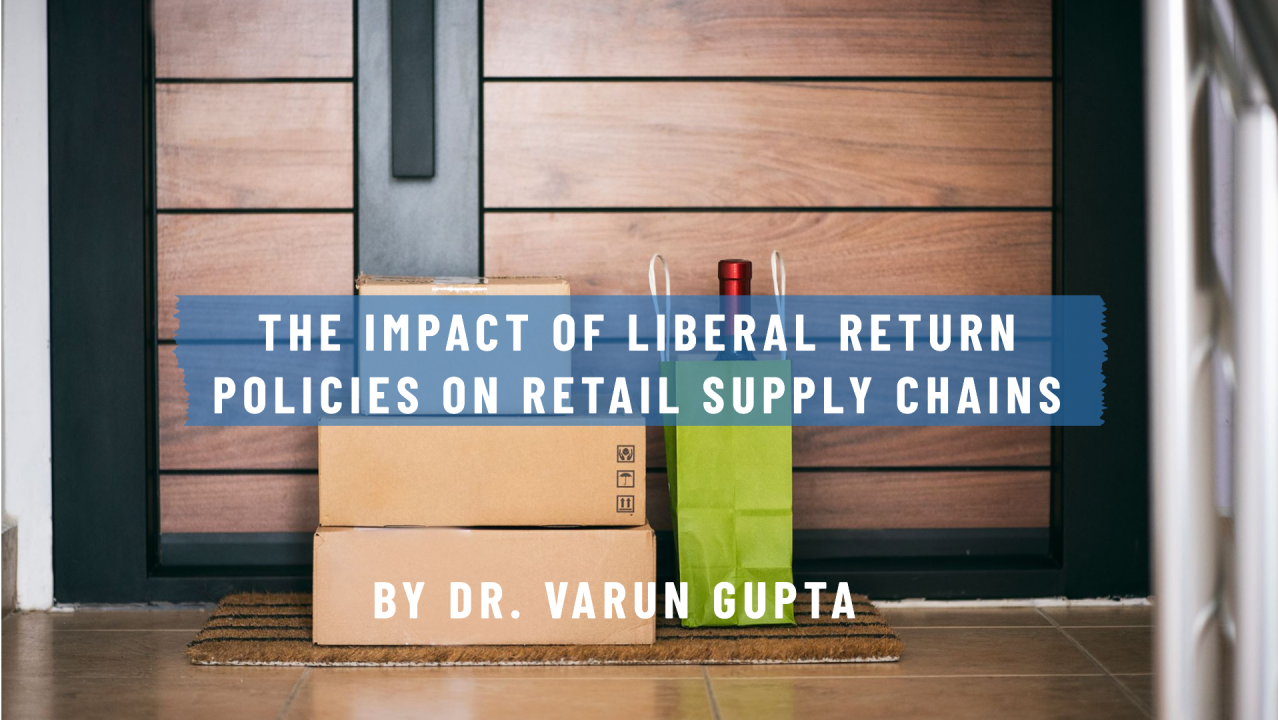 THE IMPACT OF LIBERAL RETURN
POLICIES ON RETAIL SUPPLY CHAINS
BY DR. VARUN GUPTA